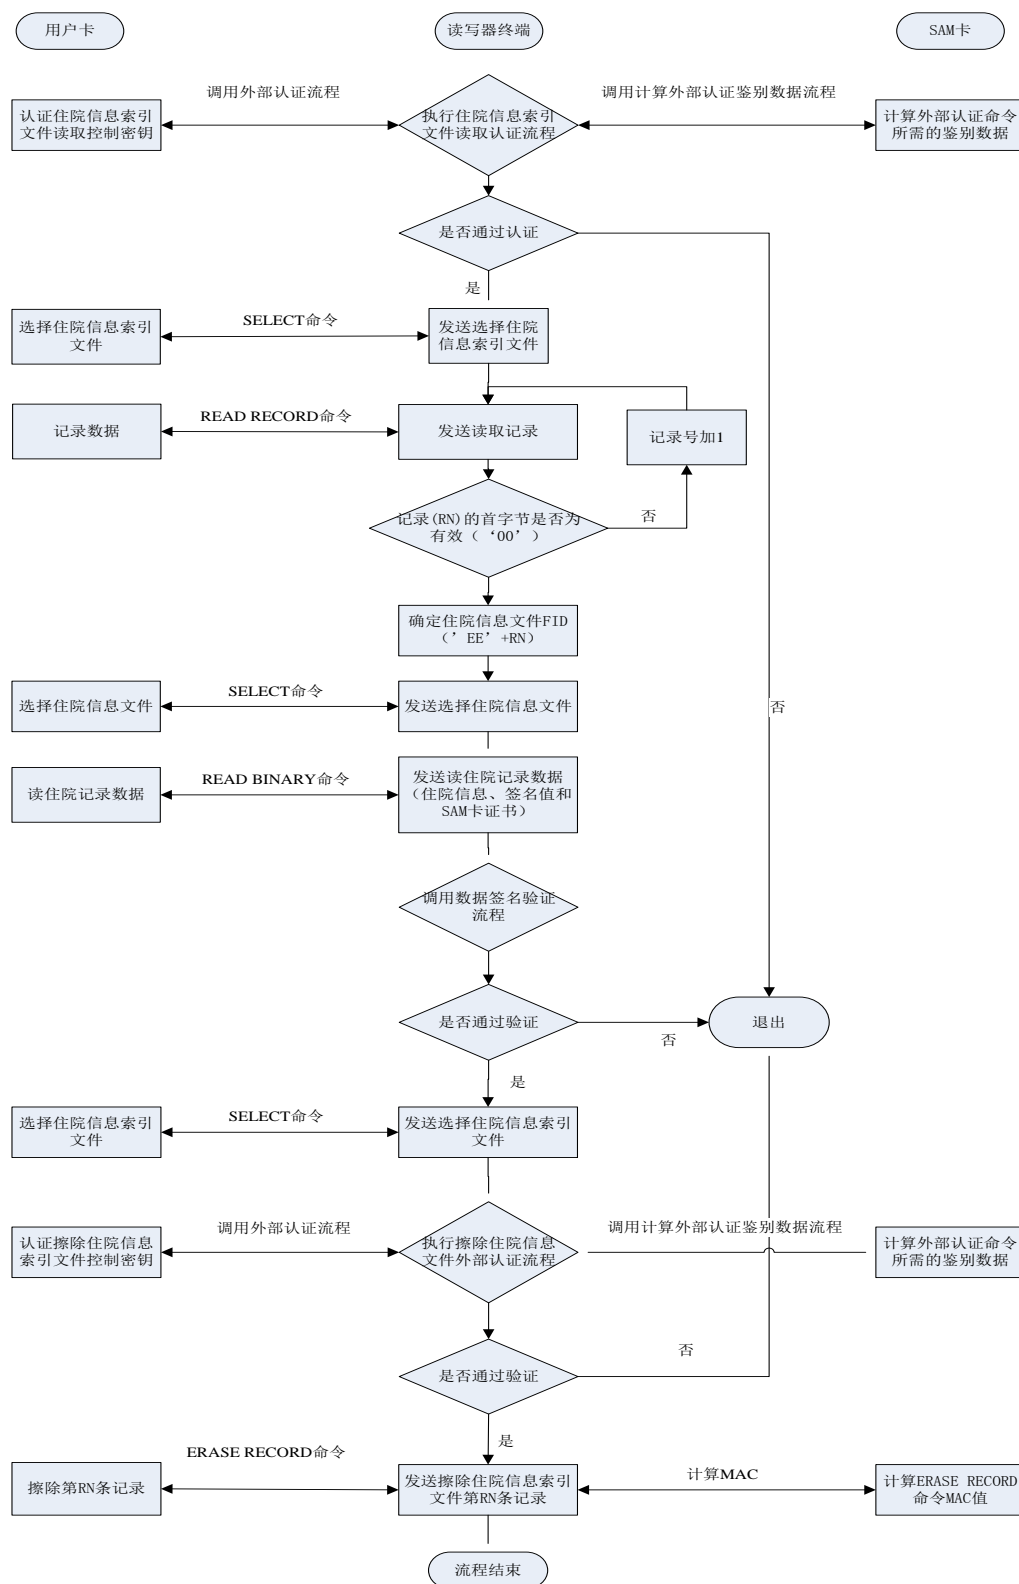 用户卡
读写器终端
SAM卡
调用外部认证流程
调用计算外部认证鉴别数据流程
认证住院信息索引
文件读取控制密钥
执行住院信息索引
文件读取认证流程
计算外部认证命令
所需的鉴别数据
是否通过认证
是
选择住院信息索引
文件
SELECT命令
发送选择住院
信息索引文件
记录数据
READ RECORD命令
发送读取记录
记录号加1
记录(RN)的首字节是否为
有效（‘00’）
否
确定住院信息文件FID
（’EE’+RN）
选择住院信息文件
SELECT命令
发送选择住院信息文件
否
读住院记录数据
READ BINARY命令
发送读住院记录数据
（住院信息、签名值和
SAM卡证书）
调用数据签名验证
流程
是否通过验证
否
退出
是
选择住院信息索引
文件
SELECT命令
发送选择住院信息索引
文件
调用外部认证流程
调用计算外部认证鉴别数据流程
认证擦除住院信息
索引文件控制密钥
执行擦除住院信息
文件外部认证流程
计算外部认证命令
所需的鉴别数据
否
是否通过验证
是
ERASE RECORD命令
计算MAC
擦除第RN条记录
发送擦除住院信息索引
文件第RN条记录
计算ERASE RECORD
命令MAC值
流程结束